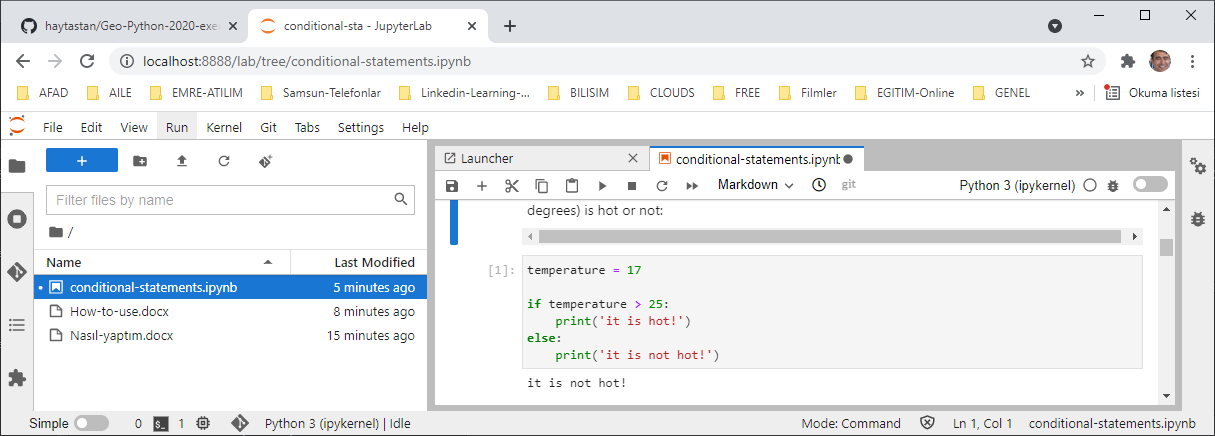 haytastan/Geo-Python-2020-exe
conditional-sta - JupyterLab
localhost:8888/lab/tree/conditional-statements.ipynb
AFAD AILE EMRE-ATILIM Samsun-Telefonlar Linkedin-Learning-... BILISIM CLOUDS FREE Filmler EGITIM-Online GENEL » Okuma listesi
File Edit View Run Kernel Git Tabs Settings Help
Filter files by name
/
Name Last Modified
conditional-statements.ipynb 5 minutes ago
How-to-use.docx 8 minutes ago
Nasıl-yaptım.docx 15 minutes ago
Launcher
conditional-statements.ipynb
Markdown git Python 3 (ipykernel)
degrees) is hot or not:
[1]: temperature = 17
if temperature > 25:
print('it is hot!')
else:
print('it is not hot!')
it is not hot!
Simple 0 $_ 1 Python 3 (ipykernel) | Idle Mode: Command Ln 1, Col 1 conditional-statements.ipynb